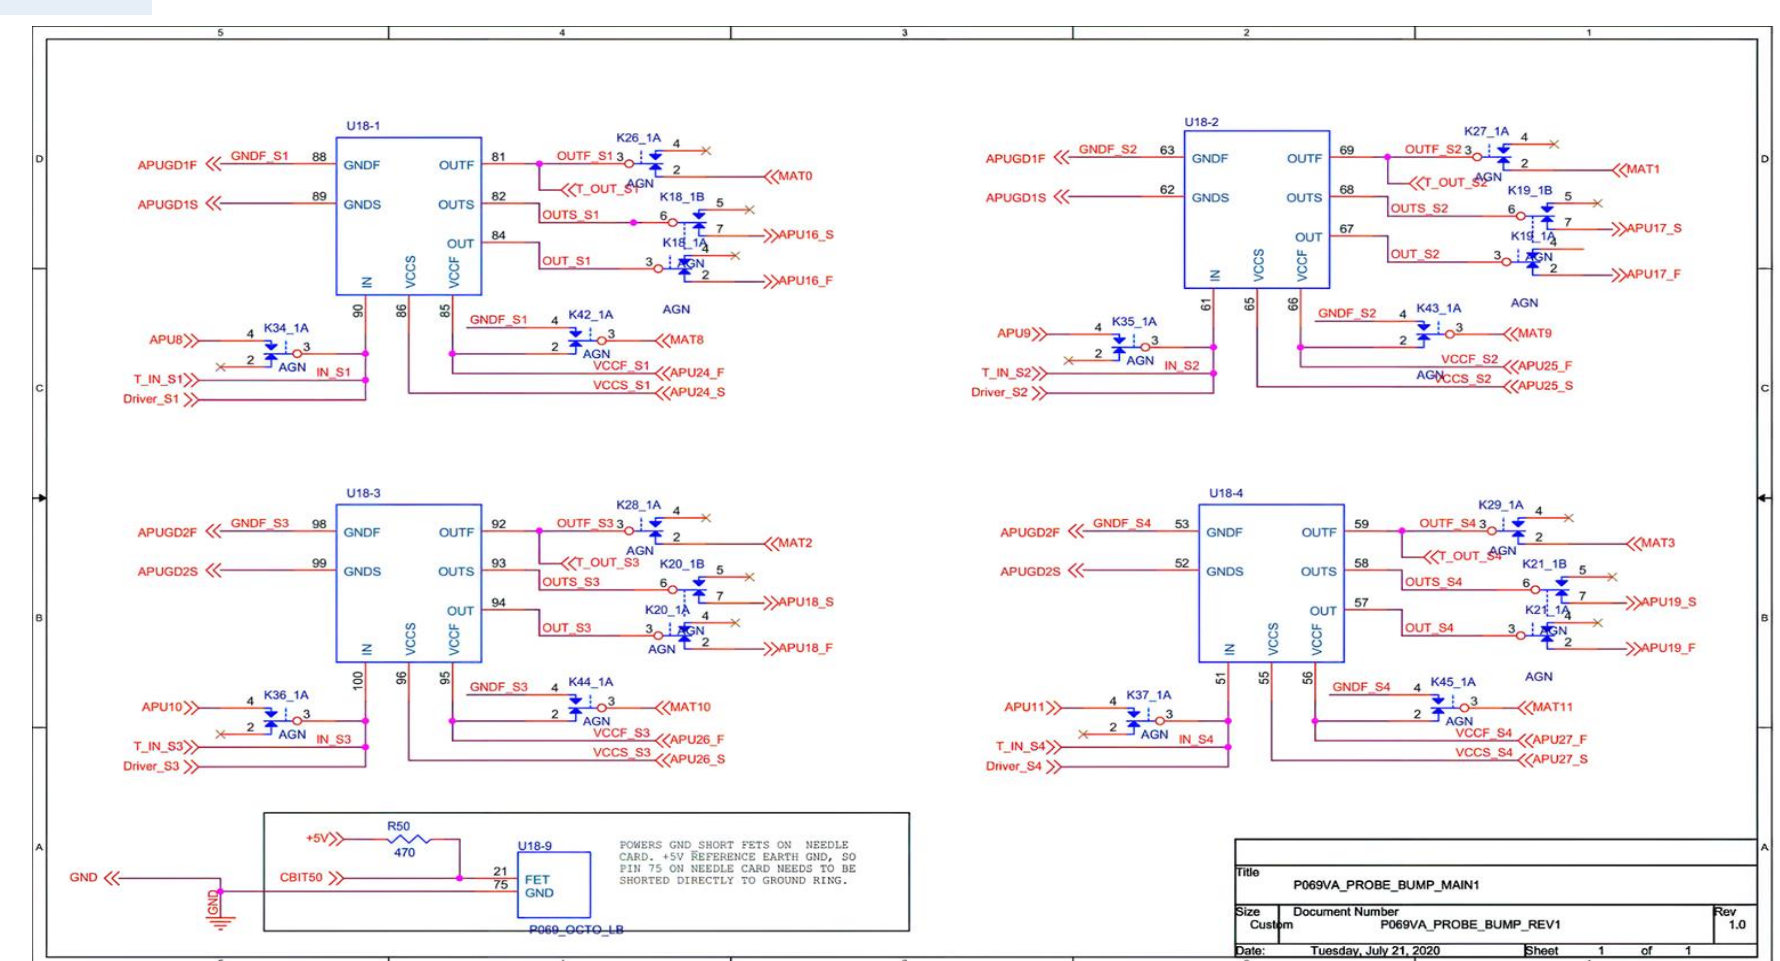 5 4 3 2 1
D D
U18-1
APUGD1F GNDF_S1 88 GNDF OUTF 81 OUTF_S1 3 K26_1A 4 2 AGN MAT0
T_OUT_S1
APUGD1S 89 GNDS OUTS 82 OUTS_S1 6 K18_1B 5 7 APU16_S
OUT 84 OUT_S1 3 K18_1A 4 2 AGN APU16_F
AGN
IN VCCS VCCF
90 86 85
APU8 4 K34_1A 3 2 AGN
GNDF_S1 4 K42_1A 3 2 AGN MAT8
T_IN_S1 IN_S1
Driver_S1
VCCF_S1 APU24_F
VCCS_S1 APU24_S
U18-2
APUGD1F GNDF_S2 63 GNDF OUTF 69 OUTF_S2 3 K27_1A 4 2 AGN MAT1
T_OUT_S2
APUGD1S 62 GNDS OUTS 68 OUTS_S2 6 K19_1B 5 7 APU17_S
OUT 67 OUT_S2 3 K19_1A 4 2 AGN APU17_F
AGN
IN VCCS VCCF
61 65 66
APU9 4 K35_1A 3 2 AGN
GNDF_S2 4 K43_1A 3 2 MAT9
T_IN_S2 IN_S2
Driver_S2
VCCF_S2 APU25_F
AGN
VCCS_S2 APU25_S
C C
U18-3
APUGD2F GNDF_S3 98 GNDF OUTF 92 OUTF_S3 3 K28_1A 4 2 AGN MAT2
T_OUT_S3
APUGD2S 99 GNDS OUTS 93 OUTS_S3 6 K20_1B 5 7 APU18_S
OUT 94 OUT_S3 3 K20_1A 4 2 AGN APU18_F
AGN
IN VCCS VCCF
100 96 95
APU10 4 K36_1A 3 2 AGN
GNDF_S3 4 K44_1A 3 2 AGN MAT10
T_IN_S3 IN_S3
Driver_S3
VCCF_S3 APU26_F
VCCS_S3 APU26_S
U18-4
APUGD2F GNDF_S4 53 GNDF OUTF 59 OUTF_S4 3 K29_1A 4 2 AGN MAT3
T_OUT_S4
APUGD2S 52 GNDS OUTS 58 OUTS_S4 6 K21_1B 5 7 APU19_S
OUT 57 OUT_S4 3 K21_1A 4 2 AGN APU19_F
AGN
IN VCCS VCCF
51 55 56
APU11 4 K37_1A 3 2 AGN
GNDF_S4 4 K45_1A 3 2 AGN MAT11
T_IN_S4 IN_S4
Driver_S4
VCCF_S4 APU27_F
VCCS_S4 APU27_S
B B
A A
+5V R50 470
U18-9
GND CBIT50 21 FET
75 GND
GND
P069_OCTO_LB
POWERS GND_SHORT FETS ON NEEDLE
CARD. +5V REFERENCE EARTH GND, SO
PIN 75 ON NEEDLE CARD NEEDS TO BE
SHORTED DIRECTLY TO GROUND RING.
Title
P069VA_PROBE_BUMP_MAIN1
Size Document Number Rev
Custom P069VA_PROBE_BUMP_REV1 1.0
Date: Tuesday, July 21, 2020 Sheet 1 of 1